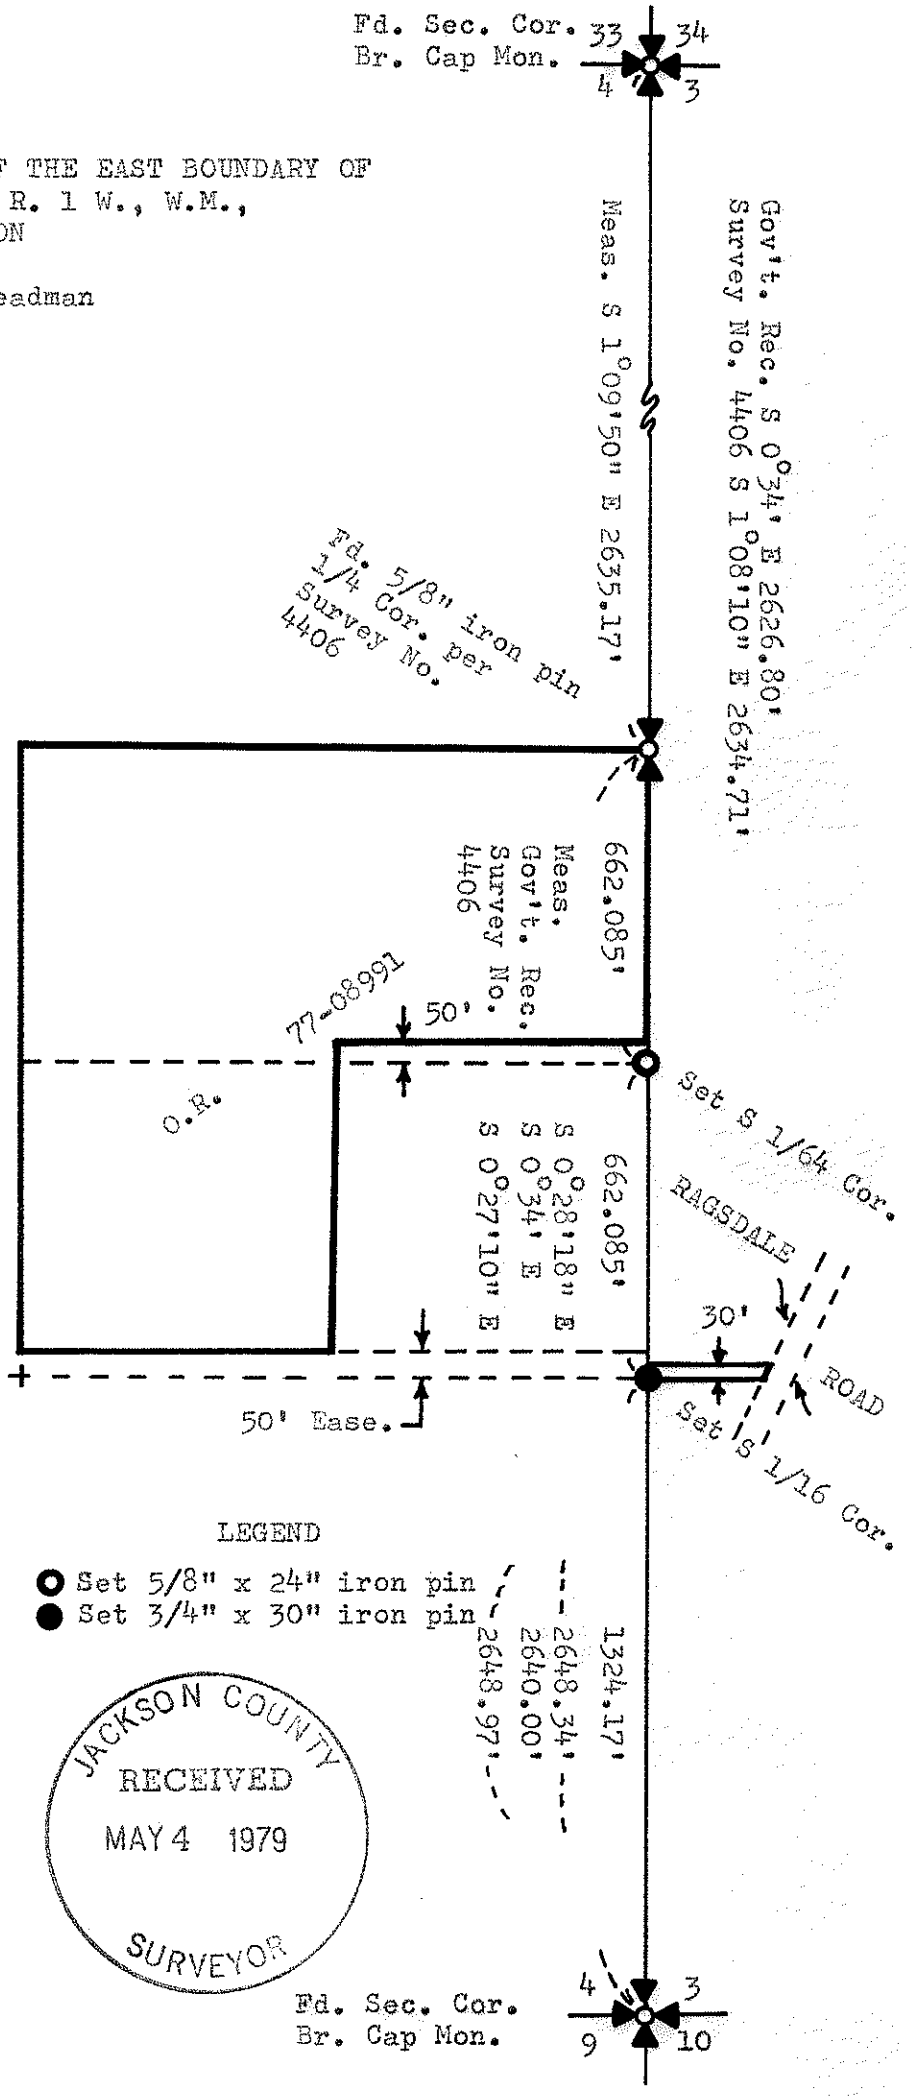 Fd. Sec. Cor.
Br. Cap Mon.
33 34
4 3
F THE EAST BOUNDARY OF
R. 1 W., W.M.,
ON
eadman
Gov't. Rec. S 0°34' E 2626.80'
Survey No. 4406 S 1°08'10" E 2634.71'
Meas. S 1°09'50" E 2635.17'
Fd. 5/8" iron pin
1/4 Cor. per
Survey No.
4406
662.085'
Meas.
Gov't. Rec.
Survey No.
4406
77-08991
50'
O.R.
Set S 1/64 Cor.
662.085'
S 0°28'18" E
S 0°34' E
S 0°27'10" E
RAGSDALE
ROAD
30'
Set S 1/16 Cor.
50' Ease.
LEGEND
Set 5/8" x 24" iron pin
Set 3/4" x 30" iron pin
1324.17'
2648.34'
2640.00'
2648.97'
JACKSON COUNTY
RECEIVED
MAY 4 1979
SURVEYOR
Fd. Sec. Cor.
Br. Cap Mon.
4 3
9 10